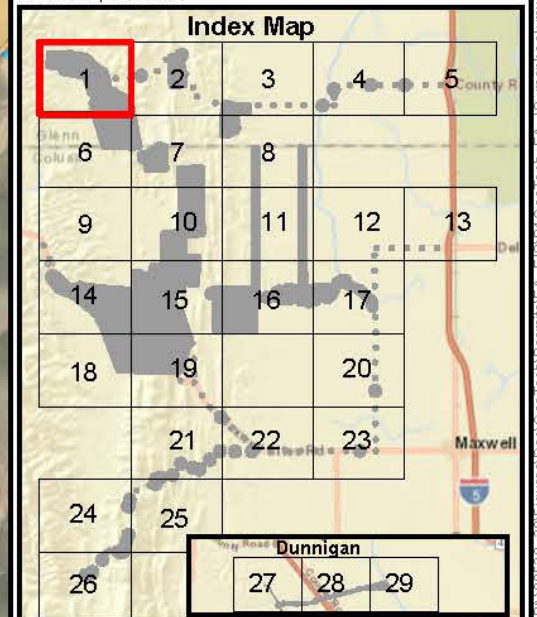 Index Map
1 2 3 4 5
County R
Glenn
Colusa
6 7 8
9 10 11 12 13
Del
14 15 16 17
18 19 20
21 22 23
Maxwell
5
24 25
Dunnigan
26 27 28 29